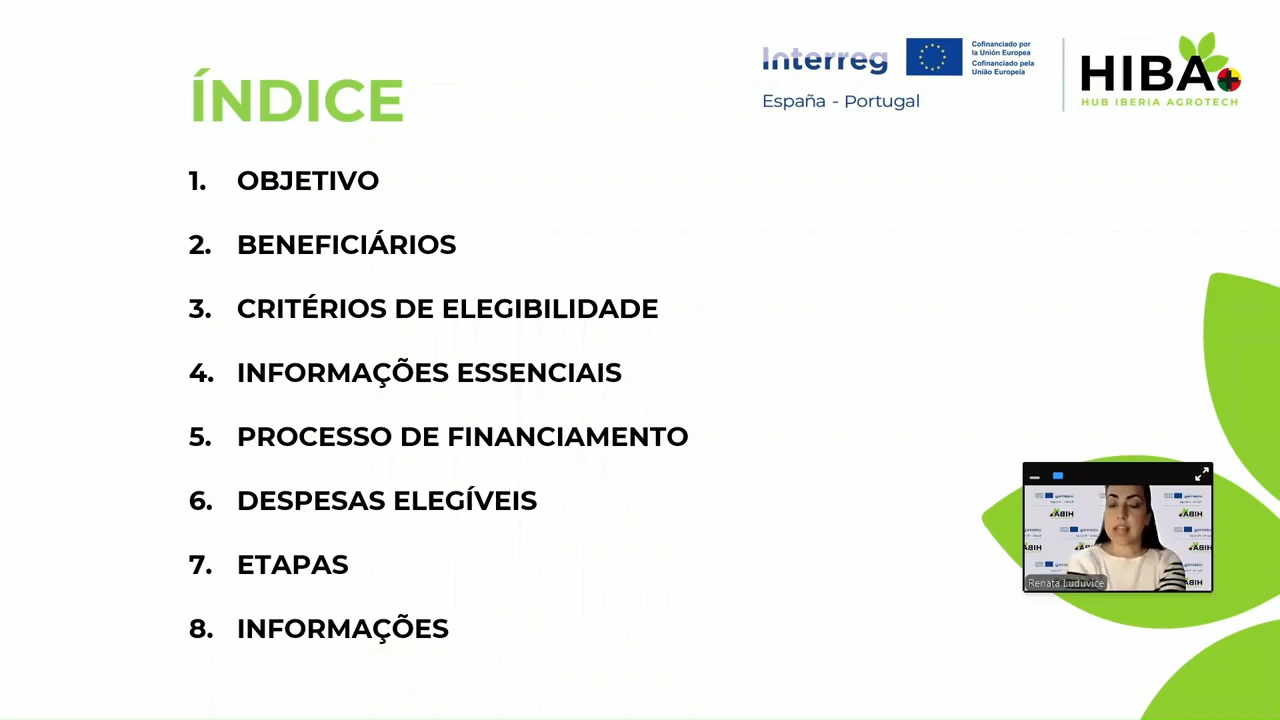 ÍNDICE
Interreg
Cofinanciado por
la Unión Europea
Cofinanciado pela
União Europeia
España - Portugal
HIBA
HUB IBERIA AGROTECH
1. OBJETIVO
2. BENEFICIÁRIOS
3. CRITÉRIOS DE ELEGIBILIDADE
4. INFORMAÇÕES ESSENCIAIS
5. PROCESSO DE FINANCIAMENTO
6. DESPESAS ELEGÍVEIS
7. ETAPAS
8. INFORMAÇÕES
Renata Luduvice